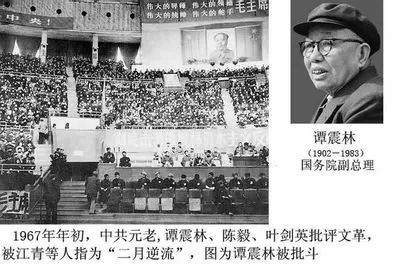 中央!
伟大的导师 伟大的领袖
伟大的统帅 伟大的舵手
毛主席
谭震林
(1902-1983)
国务院副总理
1967年年初，中共元老,谭震林、陈毅、叶剑英批评文革，
被江青等人指为“二月逆流”，图为谭震林被批斗